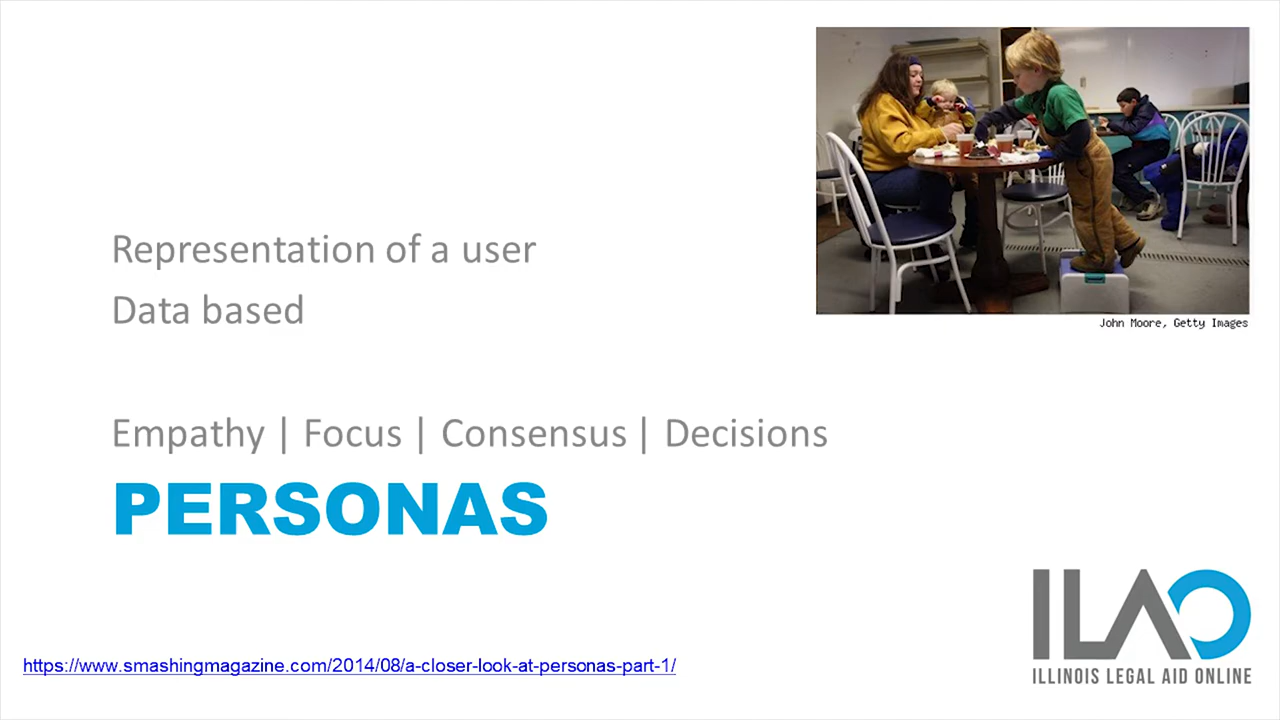 John Moore, Getty Images
Representation of a user
Data based
Empathy | Focus | Consensus | Decisions
PERSONAS
ILAO
ILLINOIS LEGAL AID ONLINE
https://www.smashingmagazine.com/2014/08/a-closer-look-at-personas-part-1/